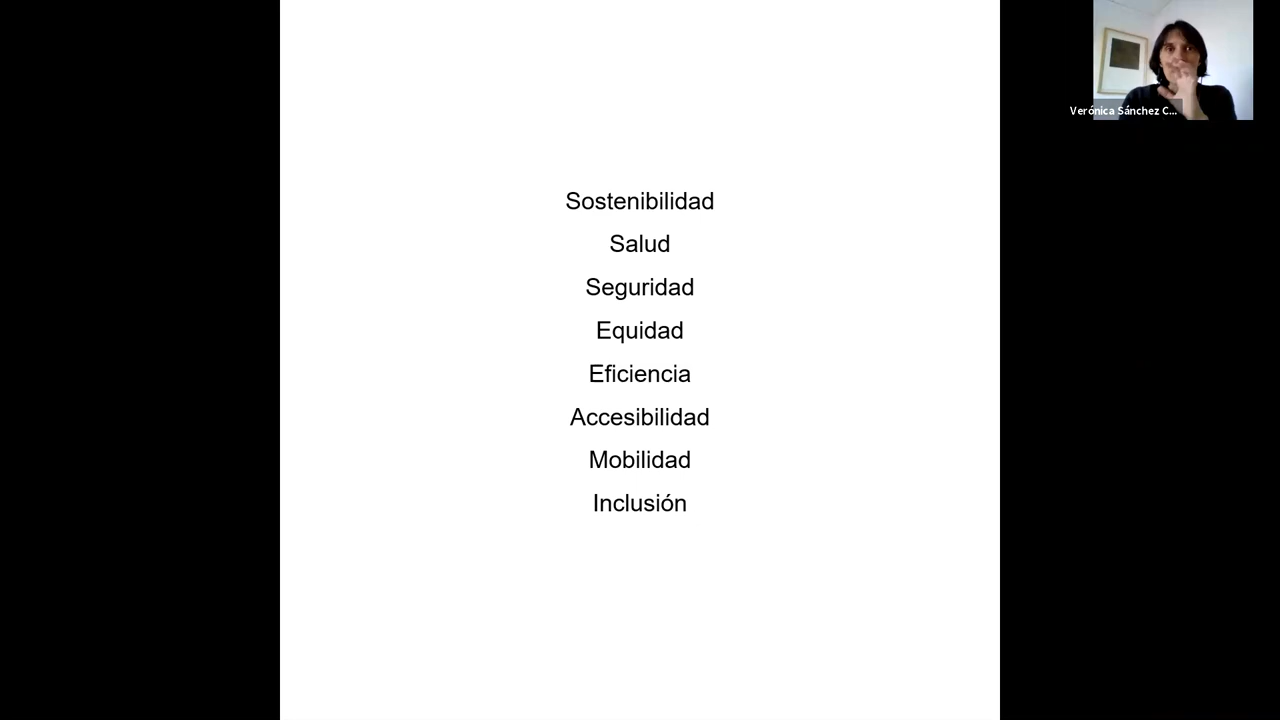 Verónica Sánchez C...
Sostenibilidad
Salud
Seguridad
Equidad
Eficiencia
Accesibilidad
Mobilidad
Inclusión